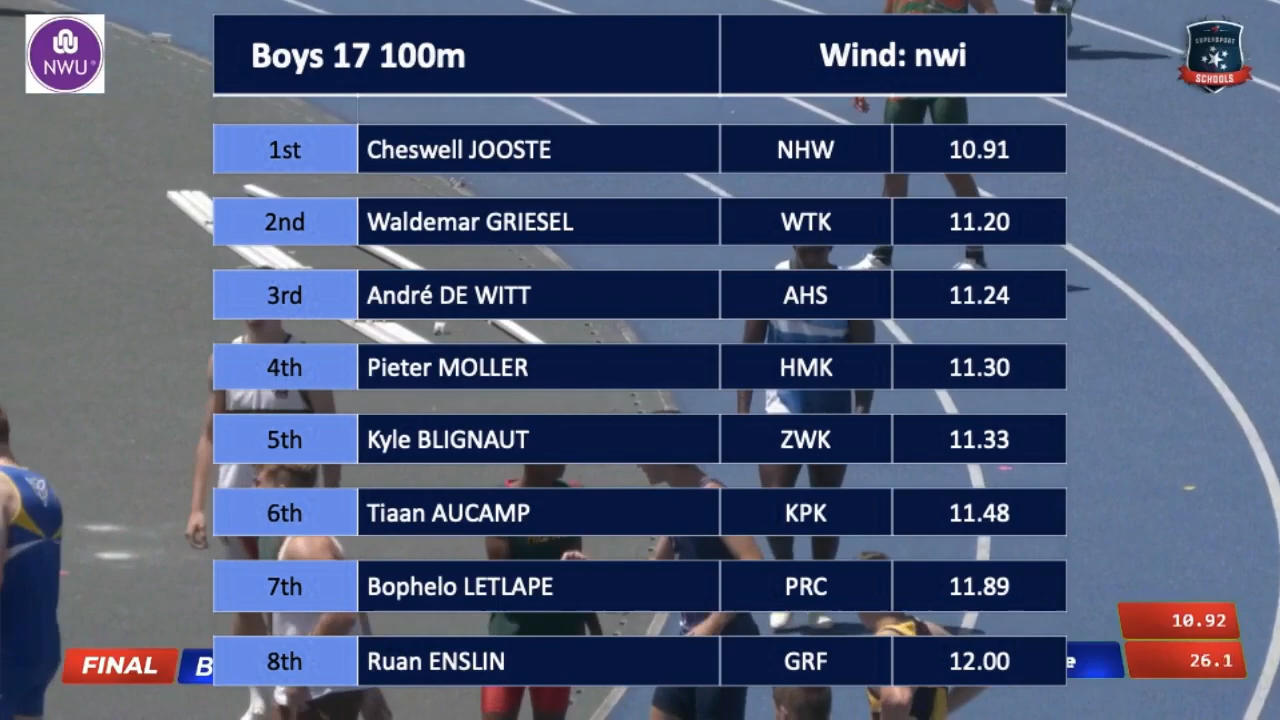 NWU
Boys 17 100m Wind: nwi
SUPERSPORT
SCHOOLS
1st Cheswell JOOSTE NHW 10.91
2nd Waldemar GRIESEL WTK 11.20
3rd André DE WITT AHS 11.24
4th Pieter MOLLER HMK 11.30
5th Kyle BLIGNAUT ZWK 11.33
6th Tiaan AUCAMP KPK 11.48
7th Bophelo LETLAPE PRC 11.89
10.92
8th Ruan ENSLIN GRF 12.00
FINAL B e 26.1